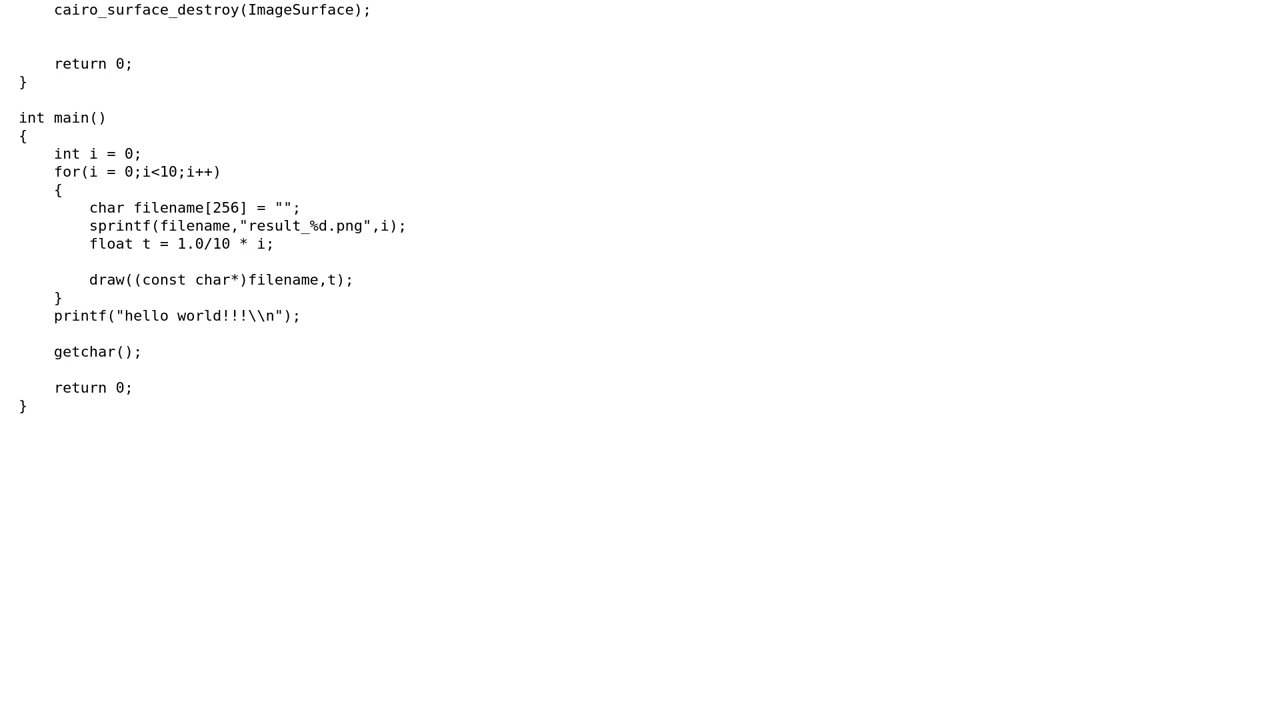 cairo_surface_destroy(ImageSurface);


    return 0;
}

int main()
{
    int i = 0;
    for(i = 0;i<10;i++)
    {
        char filename[256] = "";
        sprintf(filename,"result_%d.png",i);
        float t = 1.0/10 * i;

        draw((const char*)filename,t);
    }
    printf("hello world!!!\\n");

    getchar();

    return 0;
}